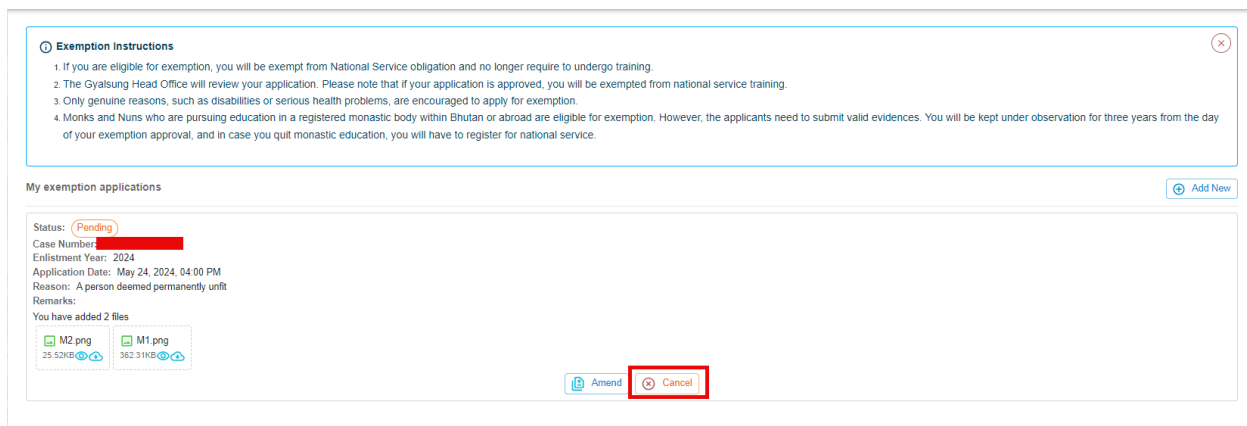 Exemption Instructions
1. If you are eligible for exemption, you will be exempt from National Service obligation and no longer require to undergo training.
2. The Gyalsung Head Office will review your application. Please note that if your application is approved, you will be exempted from national service training.
3. Only genuine reasons, such as disabilities or serious health problems, are encouraged to apply for exemption.
4. Monks and Nuns who are pursuing education in a registered monastic body within Bhutan or abroad are eligible for exemption. However, the applicants need to submit valid evidences. You will be kept under observation for three years from the day
of your exemption approval, and in case you quit monastic education, you will have to register for national service.
My exemption applications
Add New
Status: Pending
Case Number:
Enlistment Year: 2024
Application Date: May 24, 2024, 04:00 PM
Reason: A person deemed permanently unfit
Remarks:
You have added 2 files
M2.png M1.png
25.52KB 362.31KB
Amend Cancel